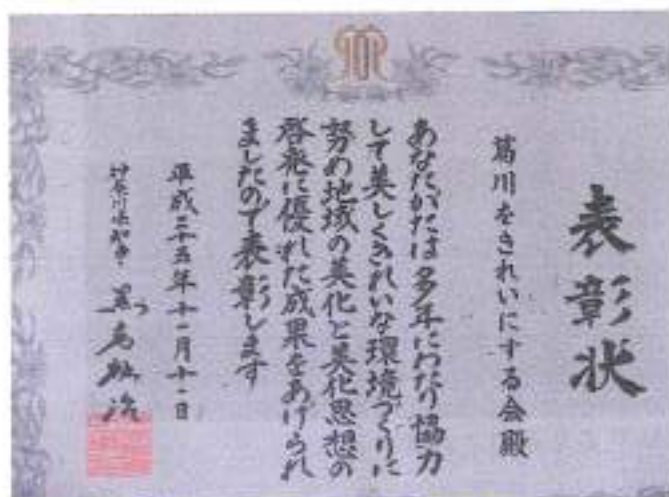 表彰状
葛川をきれいにする会殿
あなたがたは多年にわたり協力
して美しくきれいな環境づくりに
努め地域の美化と美化思想の
啓発に優れた成果をあげられ
ましたので表彰します
平成二十五年十一月十一日
神奈川県知事 黒岩祐治